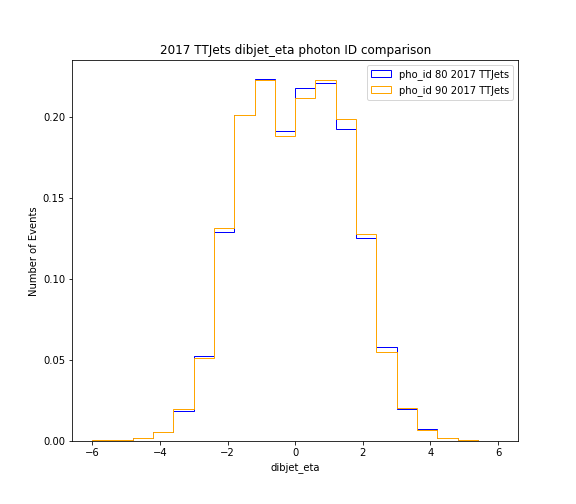 2017 TTJets dibjet_eta photon ID comparison
pho_id 80 2017 TTJets
pho_id 90 2017 TTJets
Number of Events
0.20
0.15
0.10
0.05
0.00
−6 −4 −2 0 2 4 6
dibjet_eta